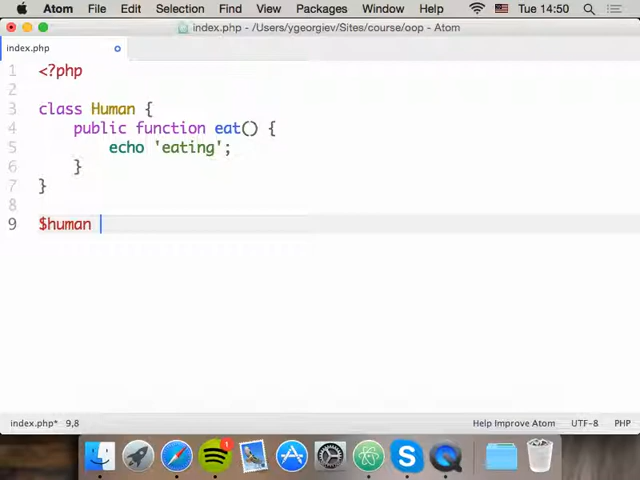 Atom File Edit Selection Find View Packages Window Help Tue 14:50
index.php - /Users/ygeorgiev/Sites/course/oop - Atom
index.php
1 <?php
2
3 class Human {
4 public function eat() {
5 echo 'eating';
6 }
7 }
8
9 $human
index.php* 9,8 Help Improve Atom UTF-8 PHP
1